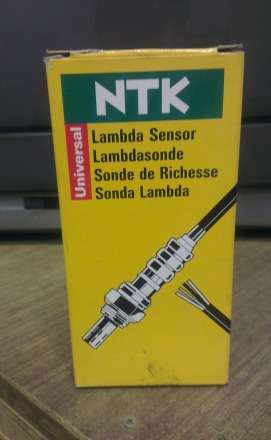 NTK
Universal
Lambda Sensor
Lambdasonde
Sonde de Richesse
Sonda Lambda